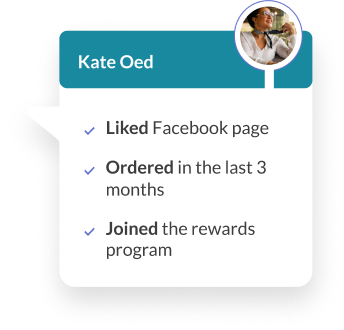 Kate Oed
Liked Facebook page
Ordered in the last 3
months
Joined the rewards
program